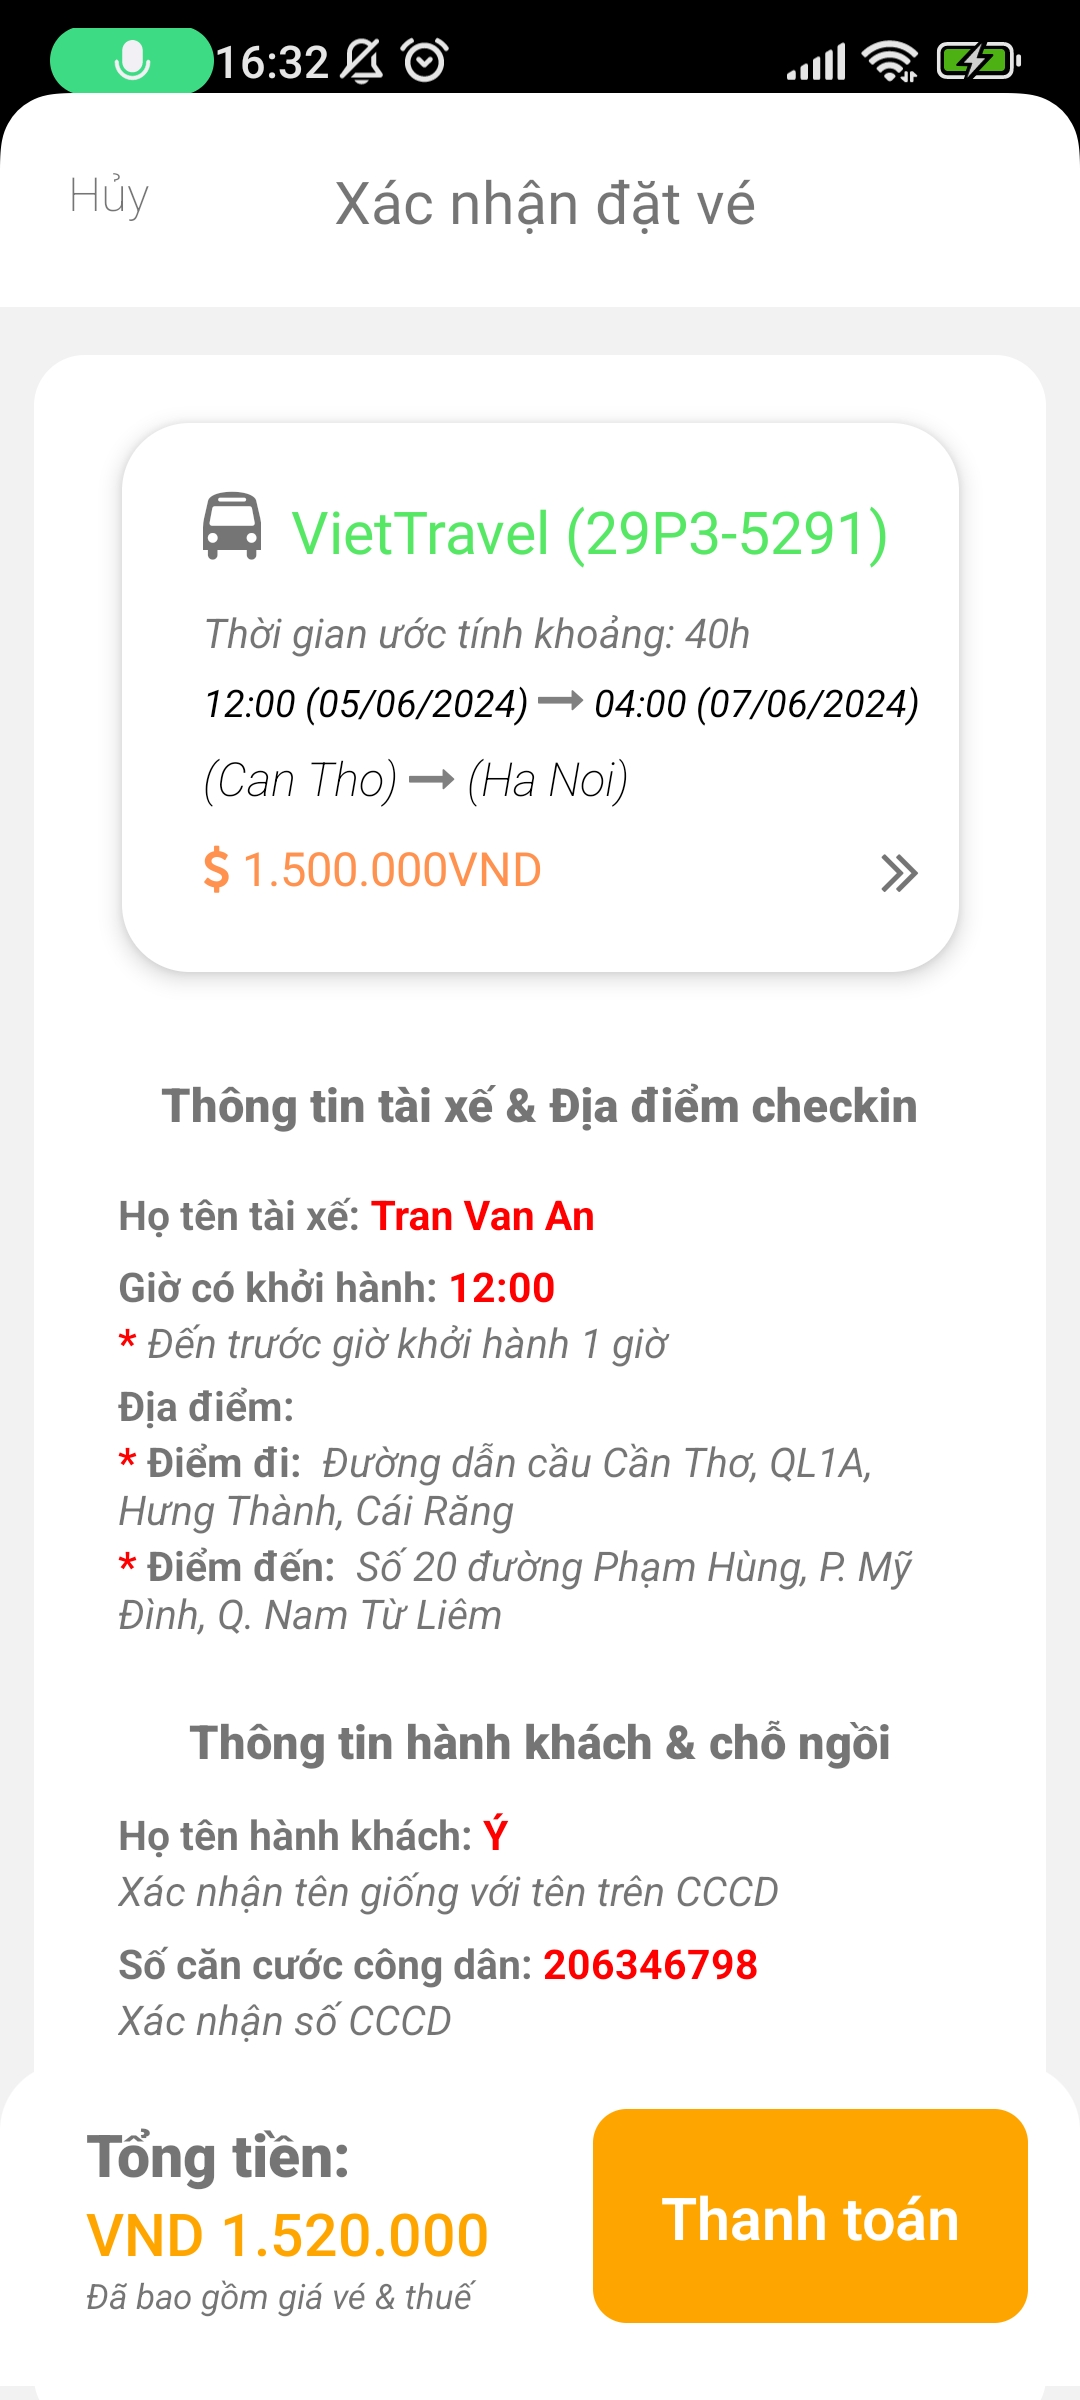 16:32
Hủy
Xác nhận đặt vé
VietTravel (29P3-5291)
Thời gian ước tính khoảng: 40h
12:00 (05/06/2024) → 04:00 (07/06/2024)
(Can Tho) → (Ha Noi)
$ 1.500.000VND
Thông tin tài xế & Địa điểm checkin
Họ tên tài xế: Tran Van An
Giờ có khởi hành: 12:00
* Đến trước giờ khởi hành 1 giờ
Địa điểm:
* Điểm đi: Đường dẫn cầu Cần Thơ, QL1A,
Hưng Thành, Cái Răng
* Điểm đến: Số 20 đường Phạm Hùng, P. Mỹ
Đình, Q. Nam Từ Liêm
Thông tin hành khách & chỗ ngồi
Họ tên hành khách: Ý
Xác nhận tên giống với tên trên CCCD
Số căn cước công dân: 206346798
Xác nhận số CCCD
Tổng tiền:
VND 1.520.000
Đã bao gồm giá vé & thuế
Thanh toán